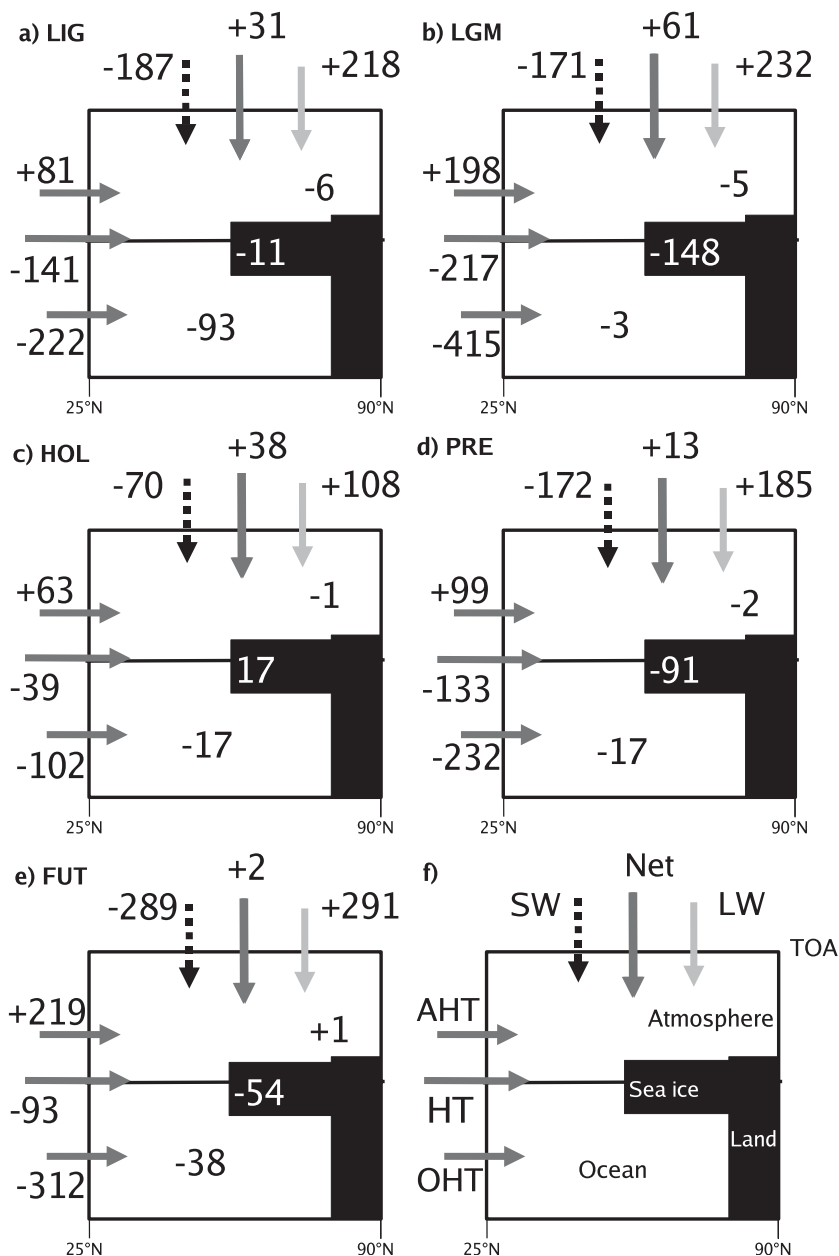 a) LIG
+31
-187
+218
+81
-6
-11
-141
-93
-222
25°N
90°N
b) LGM
+61
-171
+232
+198
-5
-148
-217
-3
-415
25°N
90°N
c) HOL
+38
-70
+108
+63
-1
17
-39
-17
-102
25°N
90°N
d) PRE
+13
-172
+185
+99
-2
-91
-133
-17
-232
25°N
90°N
e) FUT
+2
-289
+291
+219
+1
-54
-93
-38
-312
25°N
90°N
f)
Net
SW
LW
TOA
AHT
Atmosphere
Sea ice
HT
Land
Ocean
OHT
25°N
90°N